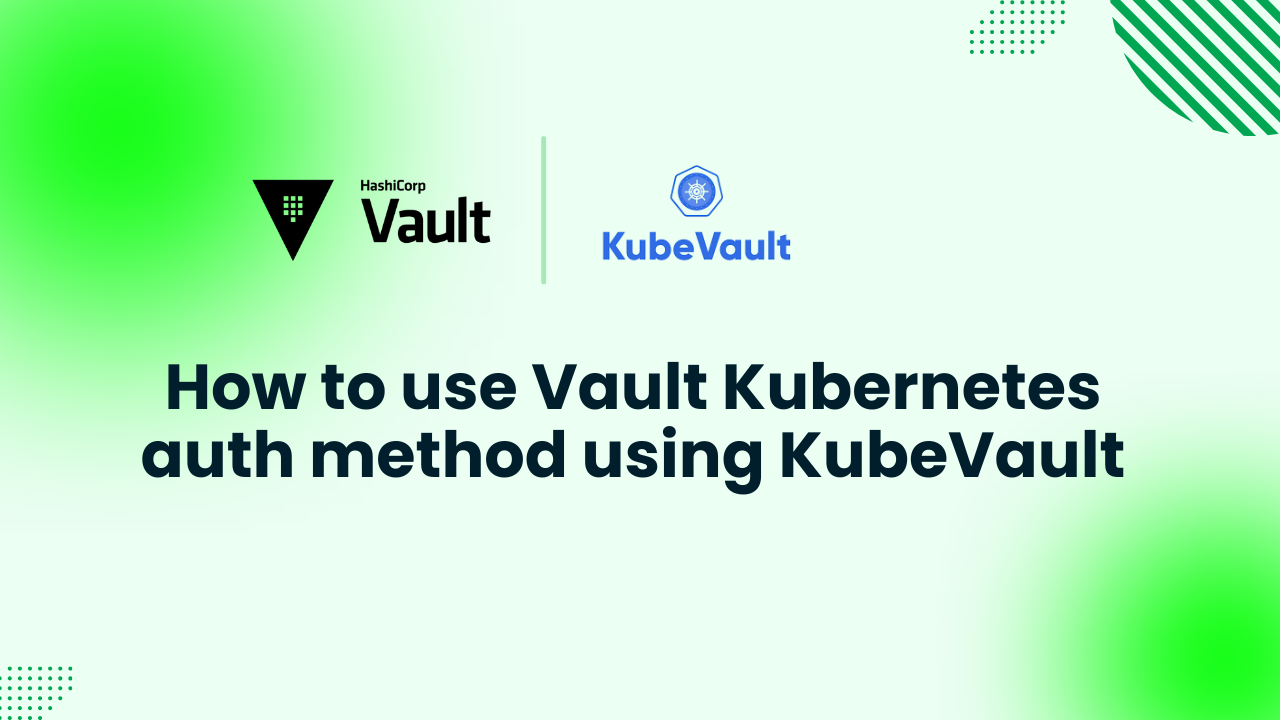 HashiCorp
Vault
KubeVault
How to use Vault Kubernetes
auth method using KubeVault